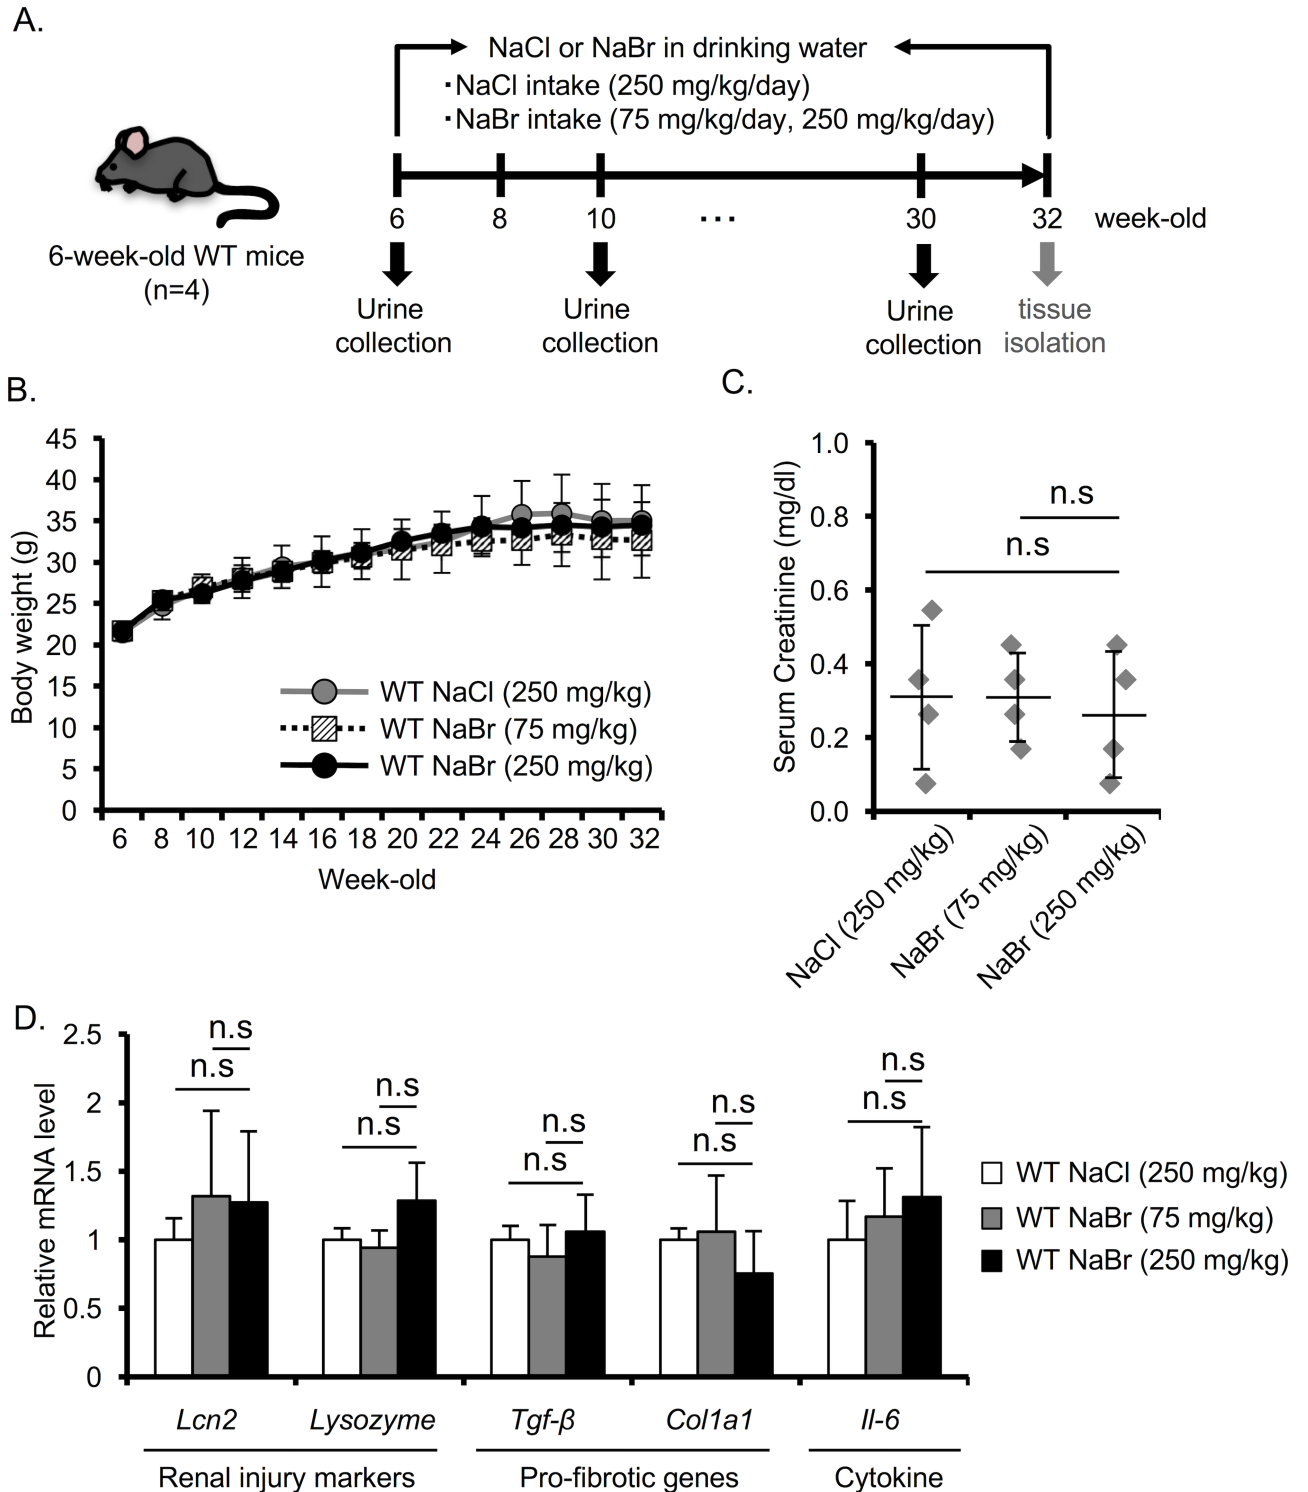 A.
NaCl or NaBr in drinking water
・NaCl intake (250 mg/kg/day)
・NaBr intake (75 mg/kg/day, 250 mg/kg/day)
6 8 10 ... 30 32 week-old
6-week-old WT mice
(n=4)
Urine
collection
Urine
collection
Urine
collection
tissue
isolation
B.
Body weight (g)
45
40
35
30
25
20
15
10
5
0
WT NaCl (250 mg/kg)
WT NaBr (75 mg/kg)
WT NaBr (250 mg/kg)
6 8 10 12 14 16 18 20 22 24 26 28 30 32
Week-old
C.
Serum Creatinine (mg/dl)
1.0
0.8
0.6
0.4
0.2
0.0
n.s
n.s
NaCl (250 mg/kg)
NaBr (75 mg/kg)
NaBr (250 mg/kg)
D.
Relative mRNA level
2.5
2
1.5
1
0.5
0
n.s
n.s
n.s
n.s
n.s
n.s
n.s
n.s
n.s
n.s
WT NaCl (250 mg/kg)
WT NaBr (75 mg/kg)
WT NaBr (250 mg/kg)
Lcn2 Lysozyme Tgf-β Col1a1 Il-6
Renal injury markers Pro-fibrotic genes Cytokine